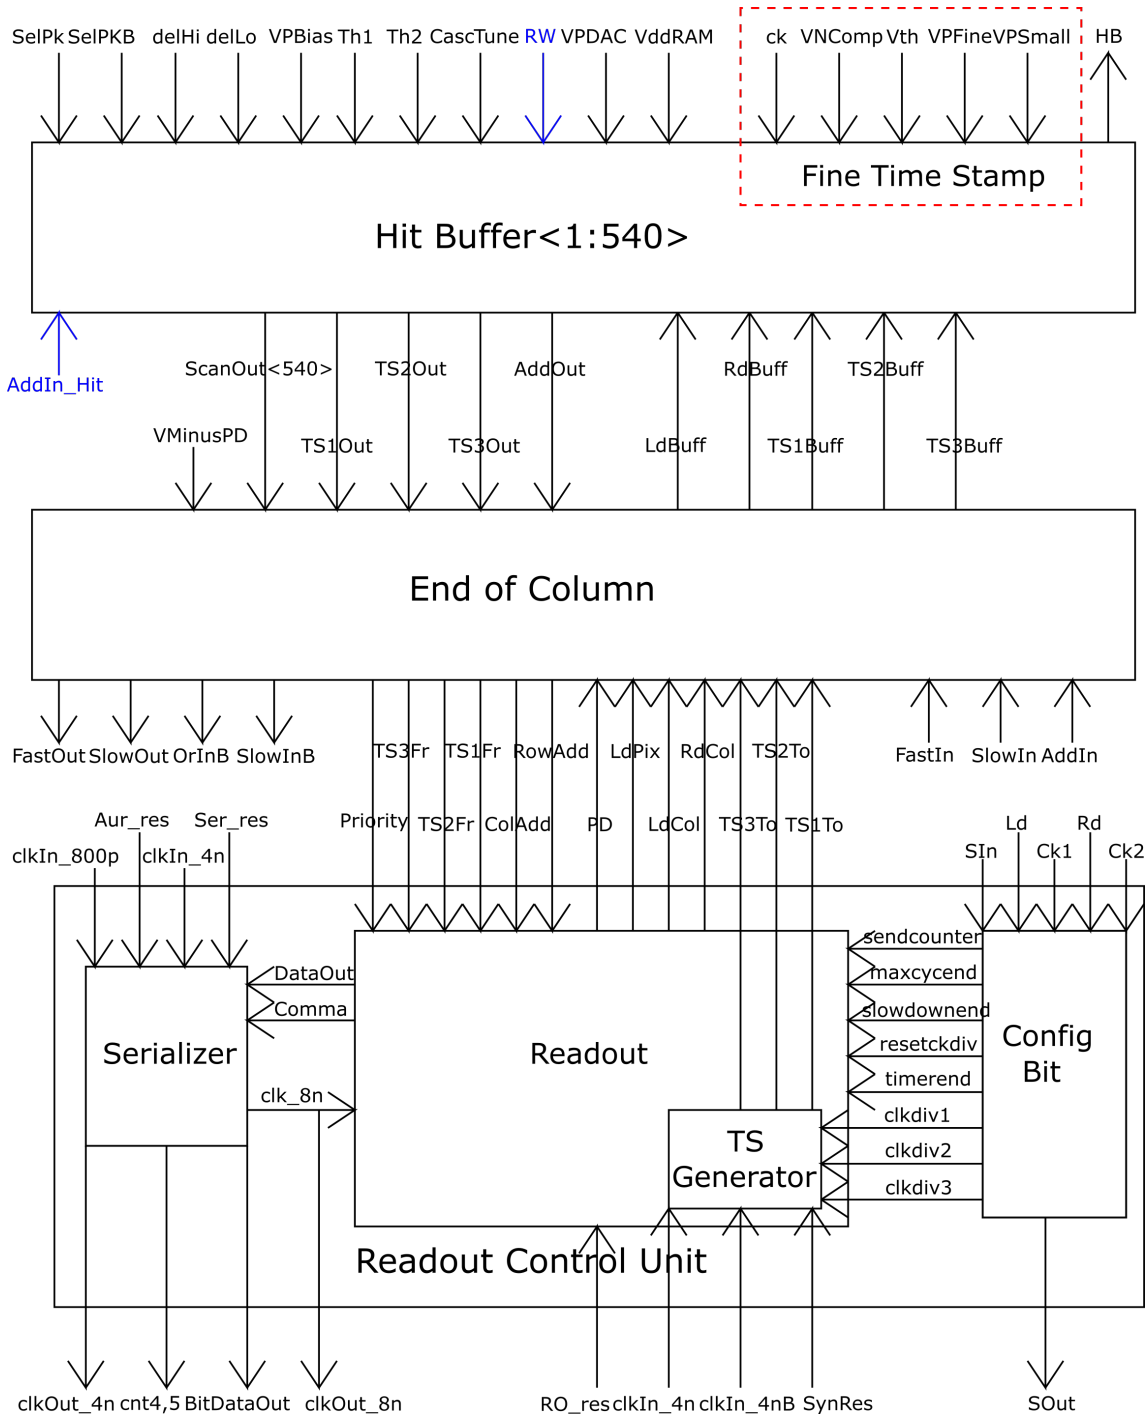 SelPk SelPKB delHi delLo VPBias Th1 Th2 CascTune RW VPDAC VddRAM ck VNComp Vth VPFine VPSmall HB
Fine Time Stamp
Hit Buffer<1:540>
ScanOut<540> TS2Out AddOut RdBuff TS2Buff
AddIn_Hit
VMinusPD
TS1Out TS3Out LdBuff TS1Buff TS3Buff
End of Column
FastOut SlowOut OrInB SlowInB
TS3Fr TS1Fr RowAdd LdPix RdCol TS2To
FastIn SlowIn AddIn
Priority TS2Fr ColAdd PD LdCol TS3To TS1To
Aur_res Ser_res
clkIn_800p clkIn_4n
Ld Rd
SIn Ck1 Ck2
sendcounter
DataOut
maxcycend
Comma
slowdownend
Serializer
Readout
Config
Bit
resetckdiv
timerend
clk_8n
clkdiv1
TS
Generator
clkdiv2
clkdiv3
Readout Control Unit
clkOut_4n cnt4,5 BitDataOut clkOut_8n RO_res clkIn_4n clkIn_4nB SynRes SOut